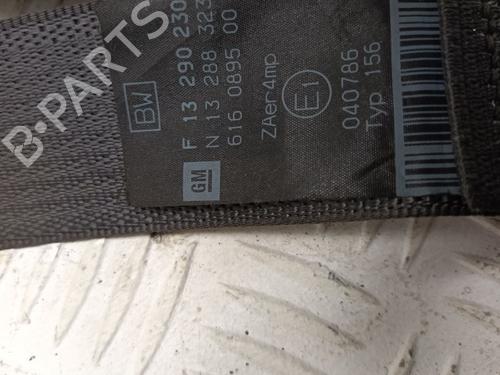 BW
GM
F 13 290 230
N 13 288 323
616 0895 00
ZAer4mp
E1
040786
Typ 156
B-PARTS